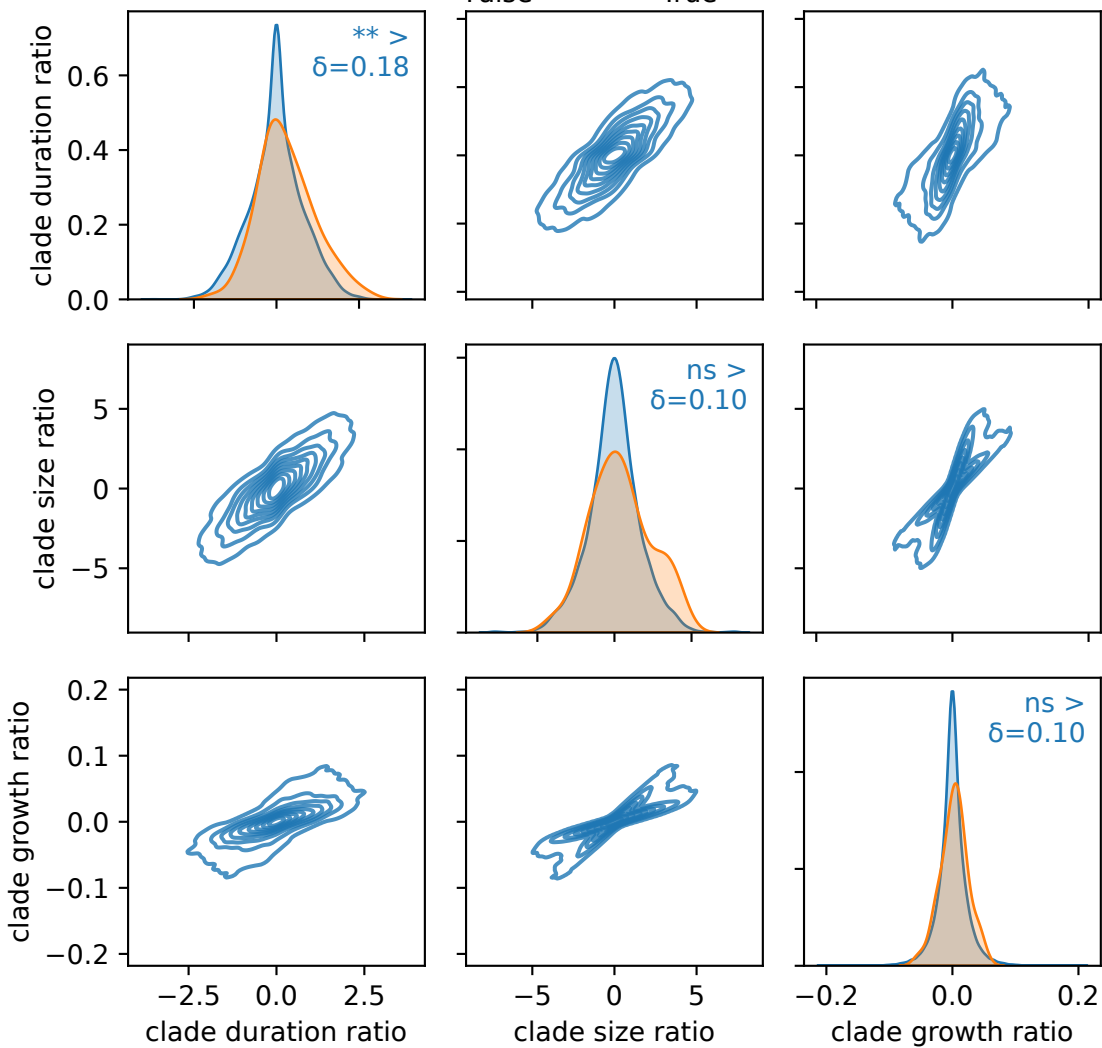 ** >
δ=0.18
clade duration ratio
0.6
0.4
0.2
0.0
ns >
δ=0.10
clade size ratio
5
0
−5
ns >
δ=0.10
clade growth ratio
0.2
0.1
0.0
−0.1
−0.2
−2.5 0.0 2.5
−5 0 5
−0.2 0.0 0.2
clade duration ratio
clade size ratio
clade growth ratio